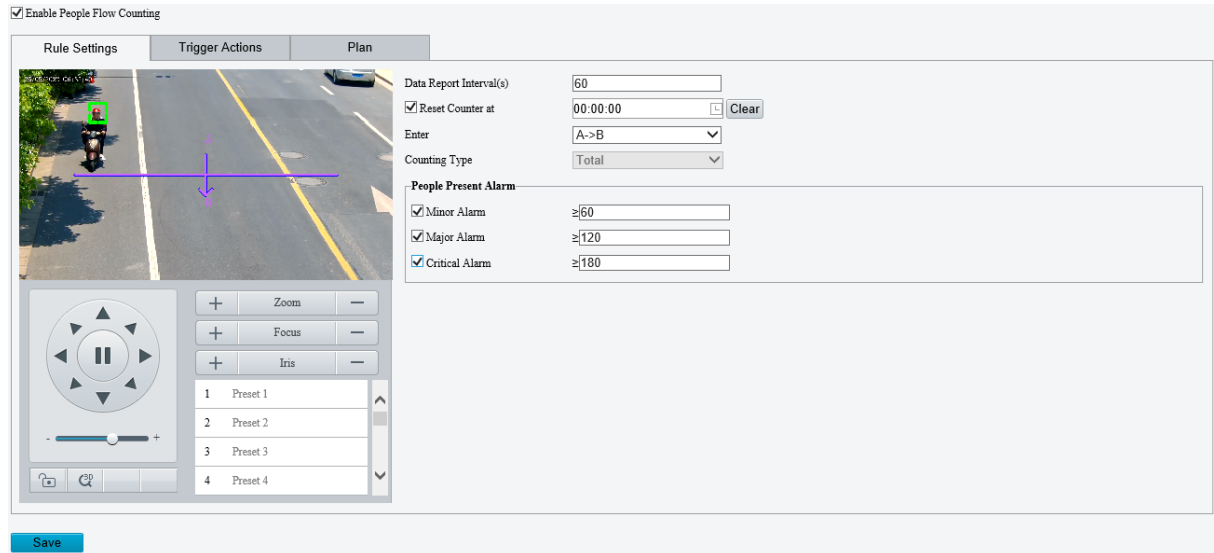 Enable People Flow Counting
Rule Settings
Trigger Actions
Plan
Data Report Interval(s)
60
Reset Counter at
00:00:00
Clear
Enter
A->B
Counting Type
Total
People Present Alarm
Minor Alarm
≥60
Major Alarm
≥120
Critical Alarm
≥180
+ Zoom —
+ Focus —
+ Iris —
1 Preset 1
2 Preset 2
3 Preset 3
4 Preset 4
- +
3D
Save